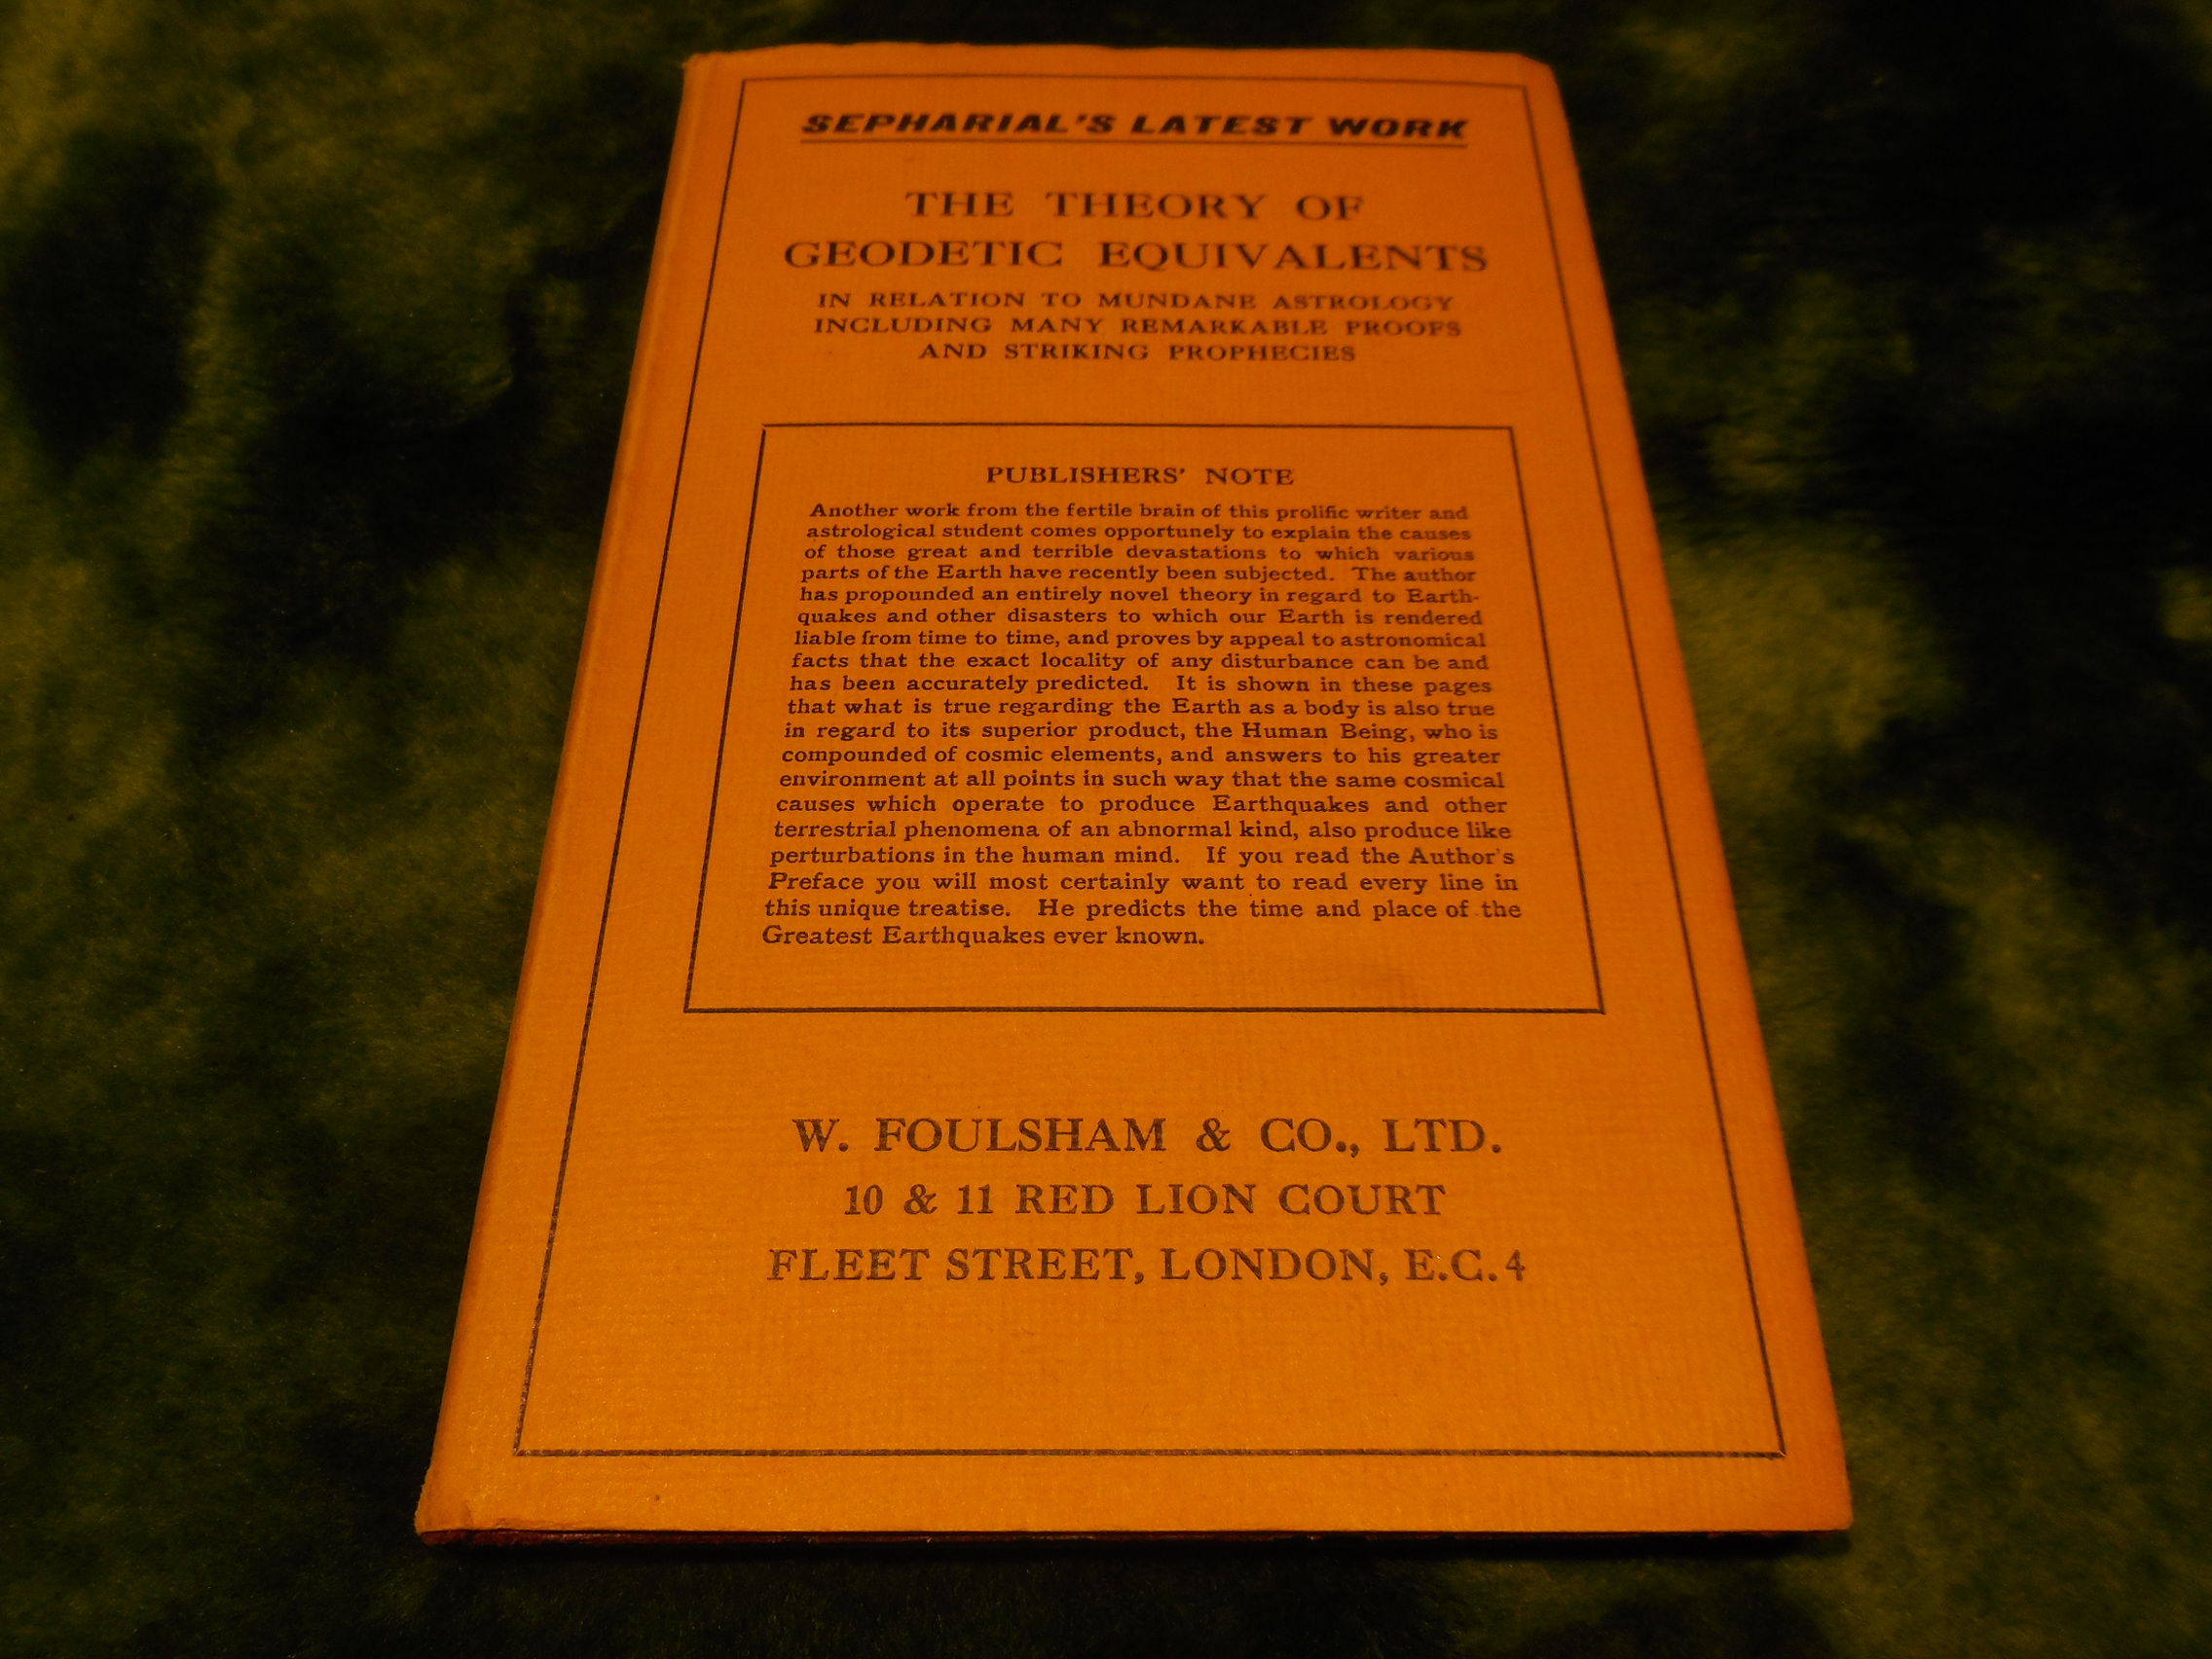 SEPHARIAL'S LATEST WORK
THE THEORY OF
GEODETIC EQUIVALENTS
IN RELATION TO MUNDANE ASTROLOGY
INCLUDING MANY REMARKABLE PROOFS
AND STRIKING PROPHECIES
PUBLISHERS' NOTE
Another work from the fertile brain of this prolific writer and
astrological student comes opportunely to explain the causes
of those great and terrible devastations to which various
parts of the Earth have recently been subjected. The author
has propounded an entirely novel theory in regard to Earth-
quakes and other disasters to which our Earth is rendered
liable from time to time, and proves by appeal to astronomical
facts that the exact locality of any disturbance can be and
has been accurately predicted. It is shown in these pages
that what is true regarding the Earth as a body is also true
in regard to its superior product, the Human Being, who is
compounded of cosmic elements, and answers to his greater
environment at all points in such way that the same cosmical
causes which operate to produce Earthquakes and other
terrestrial phenomena of an abnormal kind, also produce like
perturbations in the human mind. If you read the Author's
Preface you will most certainly want to read every line in
this unique treatise. He predicts the time and place of the
Greatest Earthquakes ever known.
W. FOULSHAM & CO., LTD.
10 & 11 RED LION COURT
FLEET STREET, LONDON, E.C.4